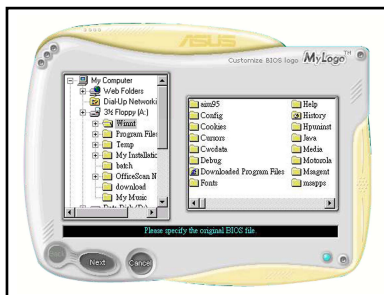 ASUS
Customize BIOS logo MyLogo™
My Computer
Web Folders
Dial-Up Networki
3½ Floppy (A:)
Winnt
Program Files
Temp
My Installatic
batch
OfficeScan N
download
My Music
aim95
Config
Cookies
Cursors
Cwcdata
Debug
Downloaded Program Files
Fonts
Help
History
Hpuninst
Java
Media
Motorola
Msagent
msapps
Please specify the original BIOS file.
Next
Cancel